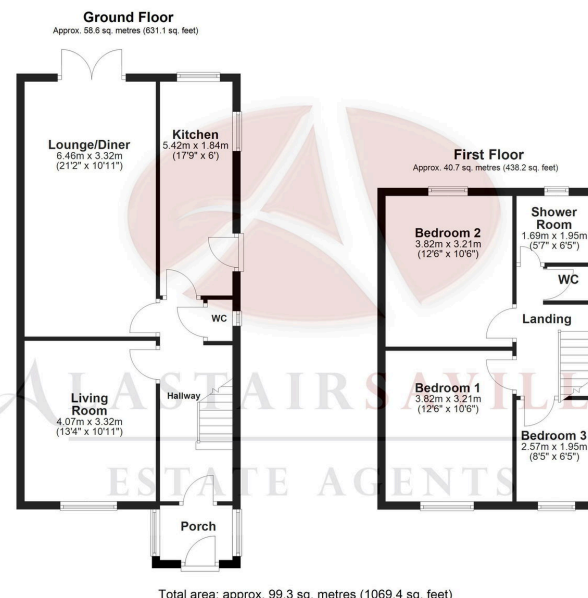 Ground Floor
Approx. 58.6 sq. metres (631.1 sq. feet)
Lounge/Diner
6.46m x 3.32m
(21'2" x 10'11")
Kitchen
5.42m x 1.84m
(17'9" x 6')
WC
Living
Room
4.07m x 3.32m
(13'4" x 10'11")
Hallway
Porch
First Floor
Approx. 40.7 sq. metres (438.2 sq. feet)
Bedroom 2
3.82m x 3.21m
(12'6" x 10'6")
Shower
Room
1.69m x 1.95m
(5'7" x 6'5")
WC
Landing
Bedroom 1
3.82m x 3.21m
(12'6" x 10'6")
Bedroom 3
2.57m x 1.95m
(8'5" x 6'5")
ALASTAIR SAVILL
ESTATE AGENTS
Total area: approx. 99.3 sq. metres (1069.4 sq. feet)